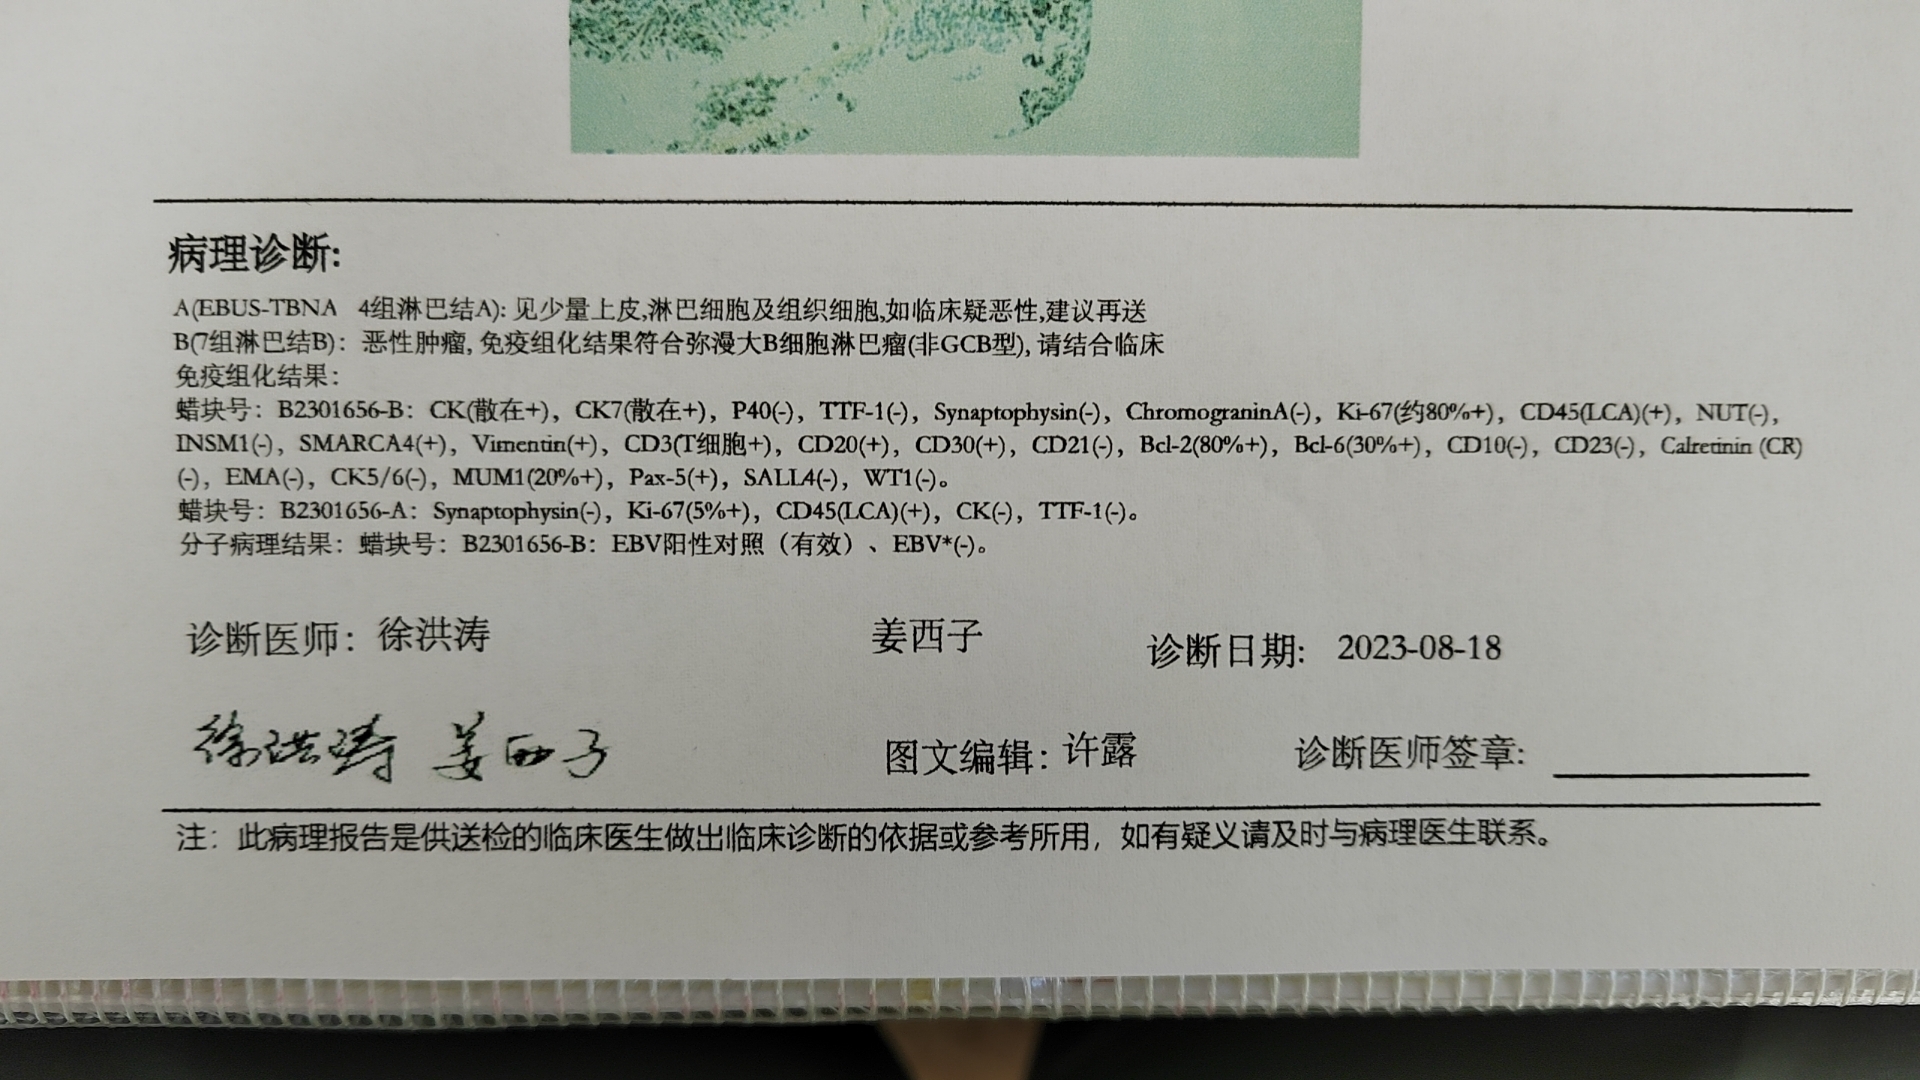 病理诊断:
A(EBUS-TBNA 4组淋巴结A): 见少量上皮,淋巴细胞及组织细胞,如临床疑恶性,建议再送
B(7组淋巴结B)：恶性肿瘤, 免疫组化结果符合弥漫大B细胞淋巴瘤(非GCB型), 请结合临床
免疫组化结果：
蜡块号：B2301656-B：CK(散在+)，CK7(散在+)，P40(-)，TTF-1(-)，Synaptophysin(-)，ChromograninA(-)，Ki-67(约80%+)，CD45(LCA)(+)，NUT(-)，
INSM1(-)，SMARCA4(+)，Vimentin(+)，CD3(T细胞+)，CD20(+)，CD30(+)，CD21(-)，Bcl-2(80%+)，Bcl-6(30%+)，CD10(-)，CD23(-)，Calretinin (CR)
(-)，EMA(-)，CK5/6(-)，MUM1(20%+)，Pax-5(+)，SALL4(-)，WT1(-)。
蜡块号：B2301656-A：Synaptophysin(-)，Ki-67(5%+)，CD45(LCA)(+)，CK(-)，TTF-1(-)。
分子病理结果：蜡块号：B2301656-B：EBV阳性对照（有效）、EBV*(-)。
诊断医师：徐洪涛 姜西子 诊断日期: 2023-08-18
徐洪涛 姜西子 图文编辑：许露 诊断医师签章:
注：此病理报告是供送检的临床医生做出临床诊断的依据或参考所用，如有疑义请及时与病理医生联系。